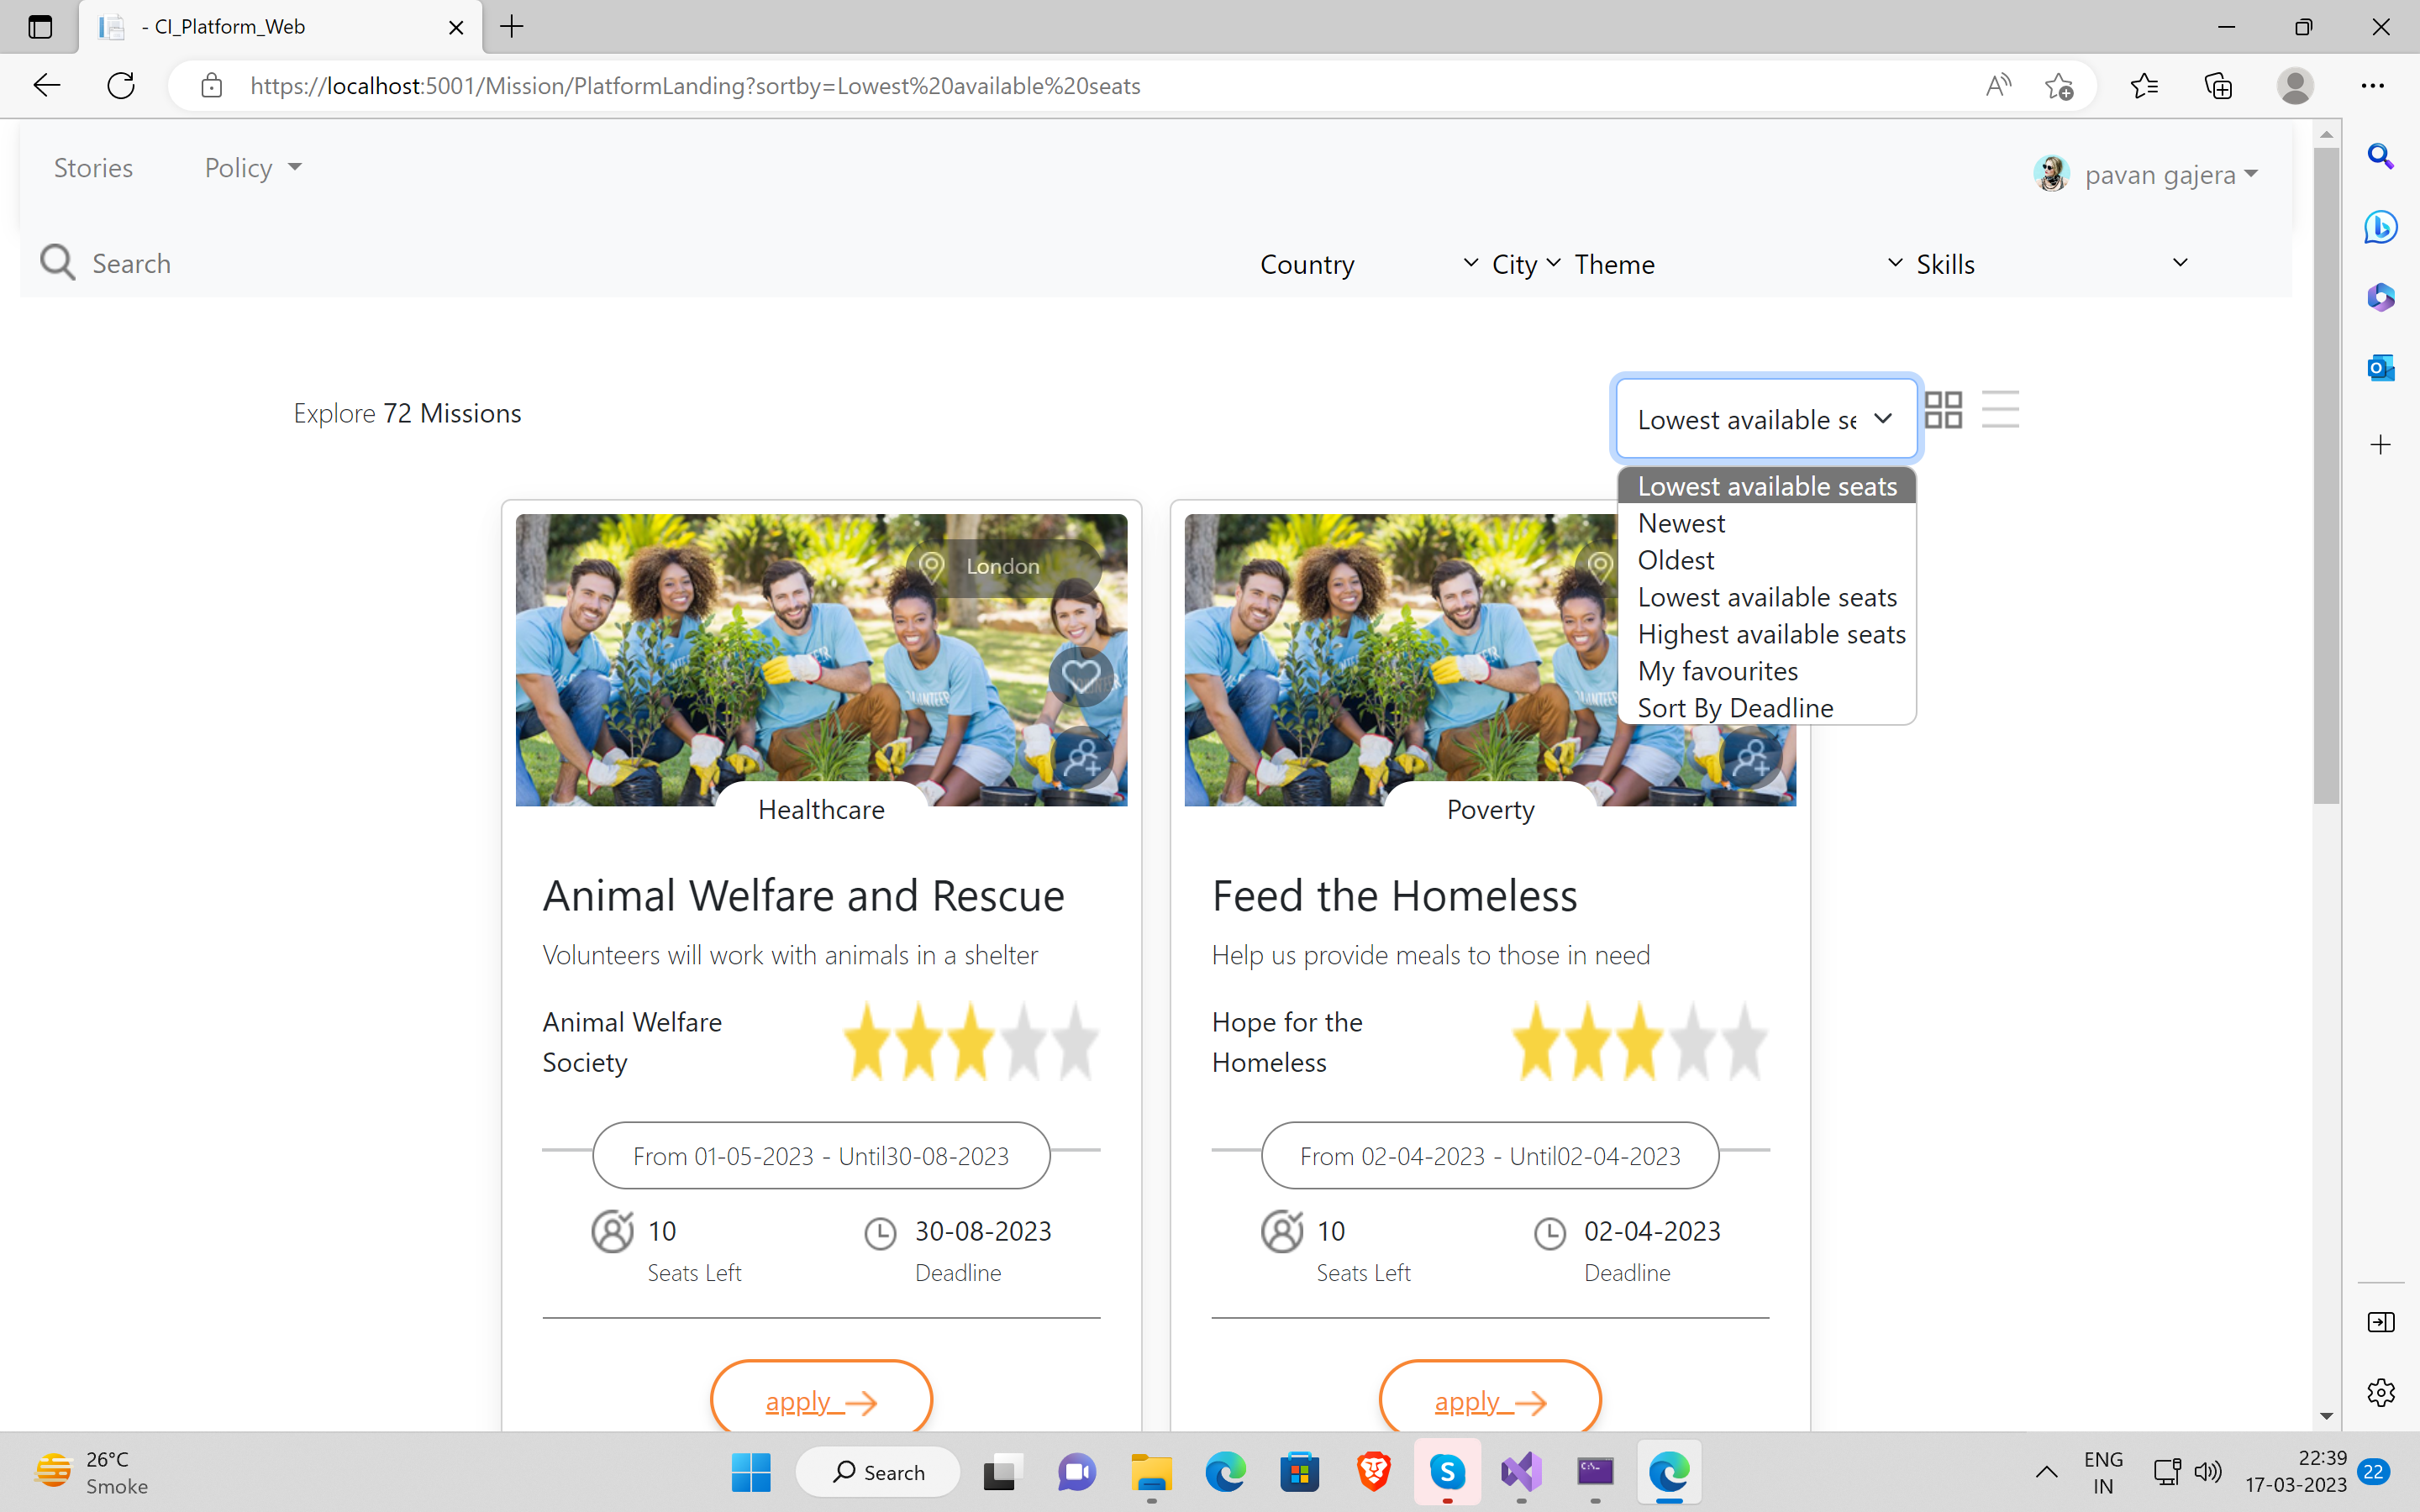 - CI_Platform_Web
https://localhost:5001/Mission/PlatformLanding?sortby=Lowest%20available%20seats
Stories
Policy
pavan gajera
Search
Country
City
Theme
Skills
Explore 72 Missions
Lowest available se
Lowest available seats
Newest
Oldest
Lowest available seats
Highest available seats
My favourites
Sort By Deadline
London
Healthcare
Animal Welfare and Rescue
Volunteers will work with animals in a shelter
Animal Welfare
Society
From 01-05-2023 - Until30-08-2023
10
Seats Left
30-08-2023
Deadline
apply
Poverty
Feed the Homeless
Help us provide meals to those in need
Hope for the
Homeless
From 02-04-2023 - Until02-04-2023
10
Seats Left
02-04-2023
Deadline
apply
26°C
Smoke
Search
ENG
IN
22:39
17-03-2023
22